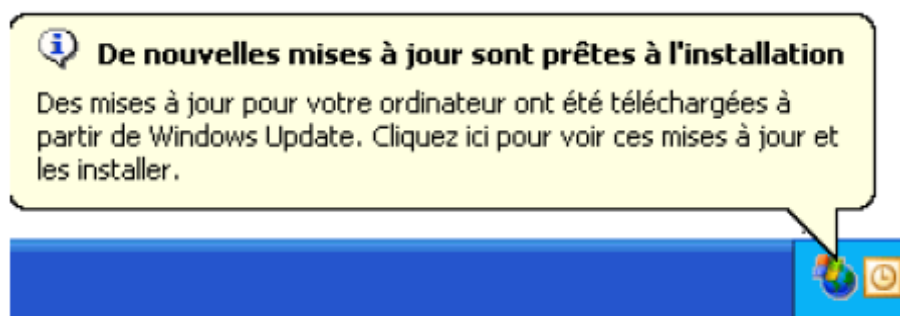 De nouvelles mises à jour sont prêtes à l'installation
Des mises à jour pour votre ordinateur ont été téléchargées à
partir de Windows Update. Cliquez ici pour voir ces mises à jour et
les installer.